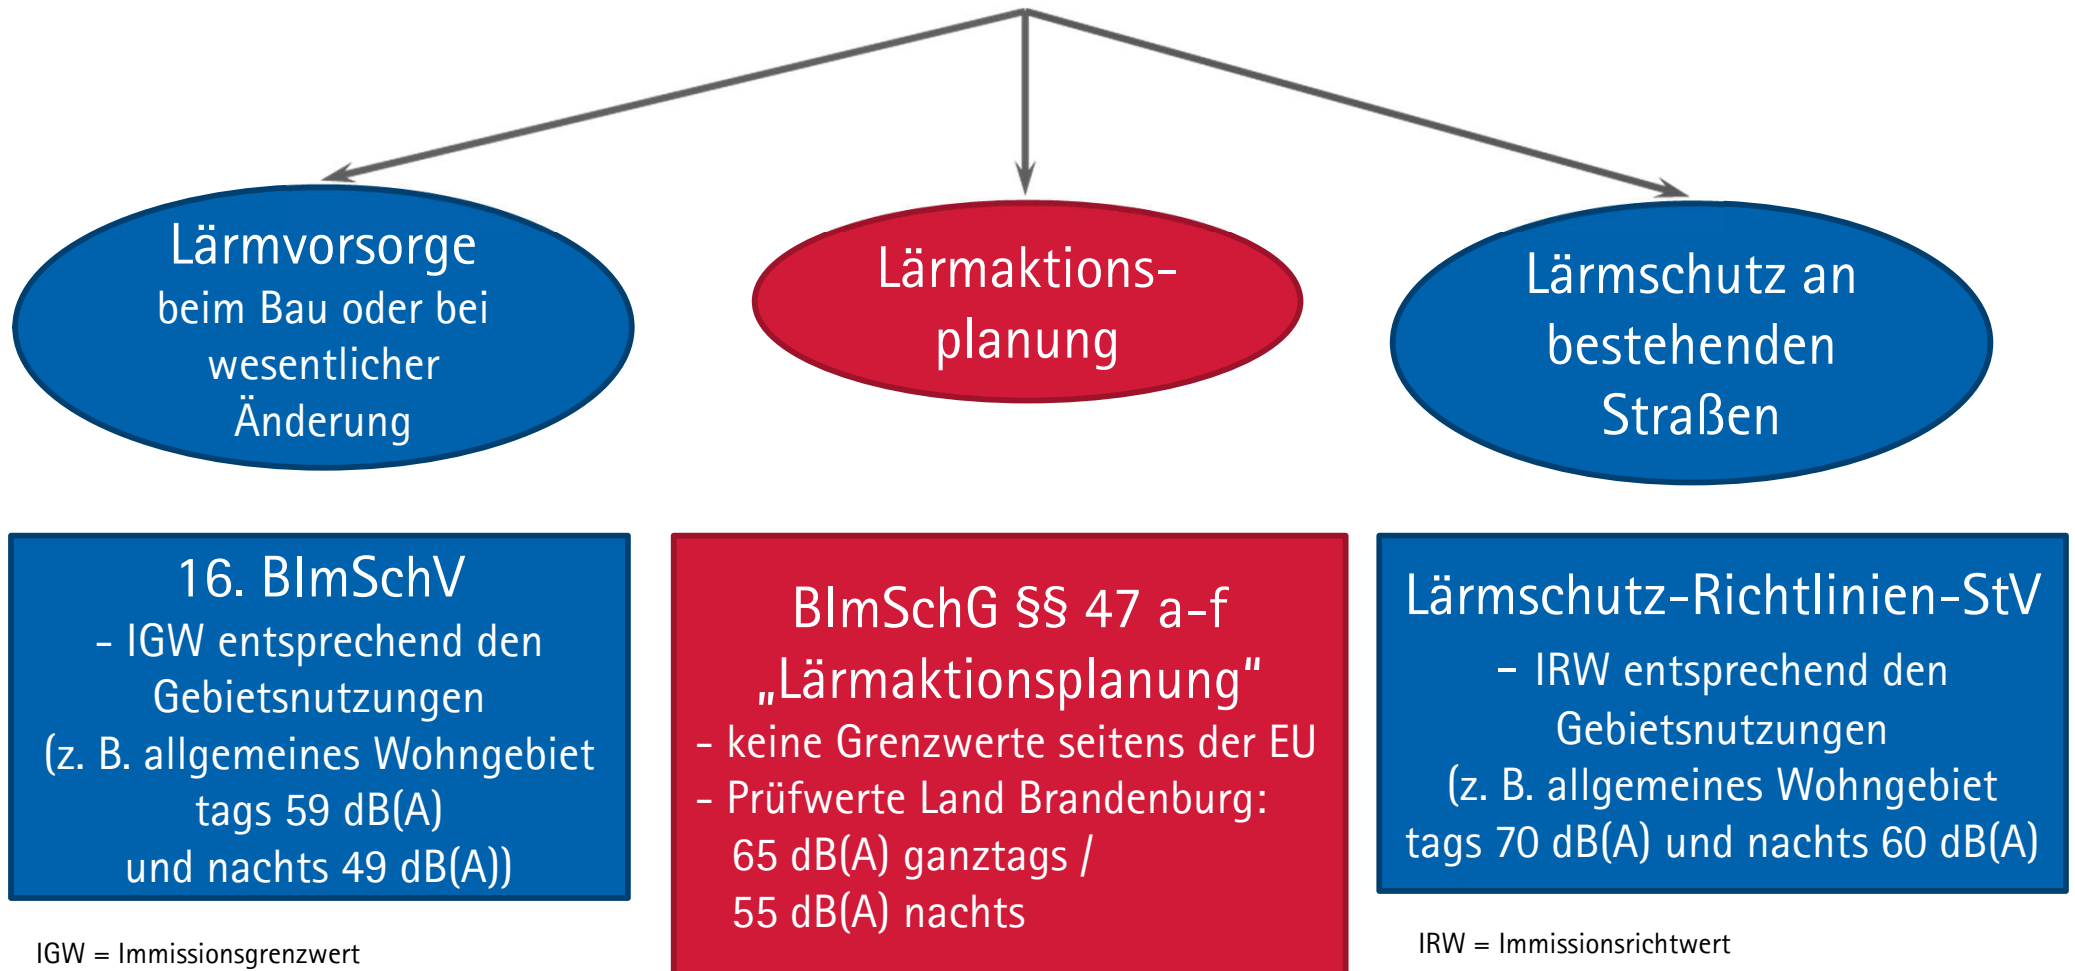 Lärmvorsorge
beim Bau oder bei
wesentlicher
Änderung
Lärmaktions-
planung
Lärmschutz an
bestehenden
Straßen
16. BImSchV
- IGW entsprechend den
Gebietsnutzungen
(z. B. allgemeines Wohngebiet
tags 59 dB(A)
und nachts 49 dB(A))
BImSchG §§ 47 a-f
„Lärmaktionsplanung“
- keine Grenzwerte seitens der EU
- Prüfwerte Land Brandenburg:
65 dB(A) ganztags /
55 dB(A) nachts
Lärmschutz-Richtlinien-StV
- IRW entsprechend den
Gebietsnutzungen
(z. B. allgemeines Wohngebiet
tags 70 dB(A) und nachts 60 dB(A)
IGW = Immissionsgrenzwert
IRW = Immissionsrichtwert